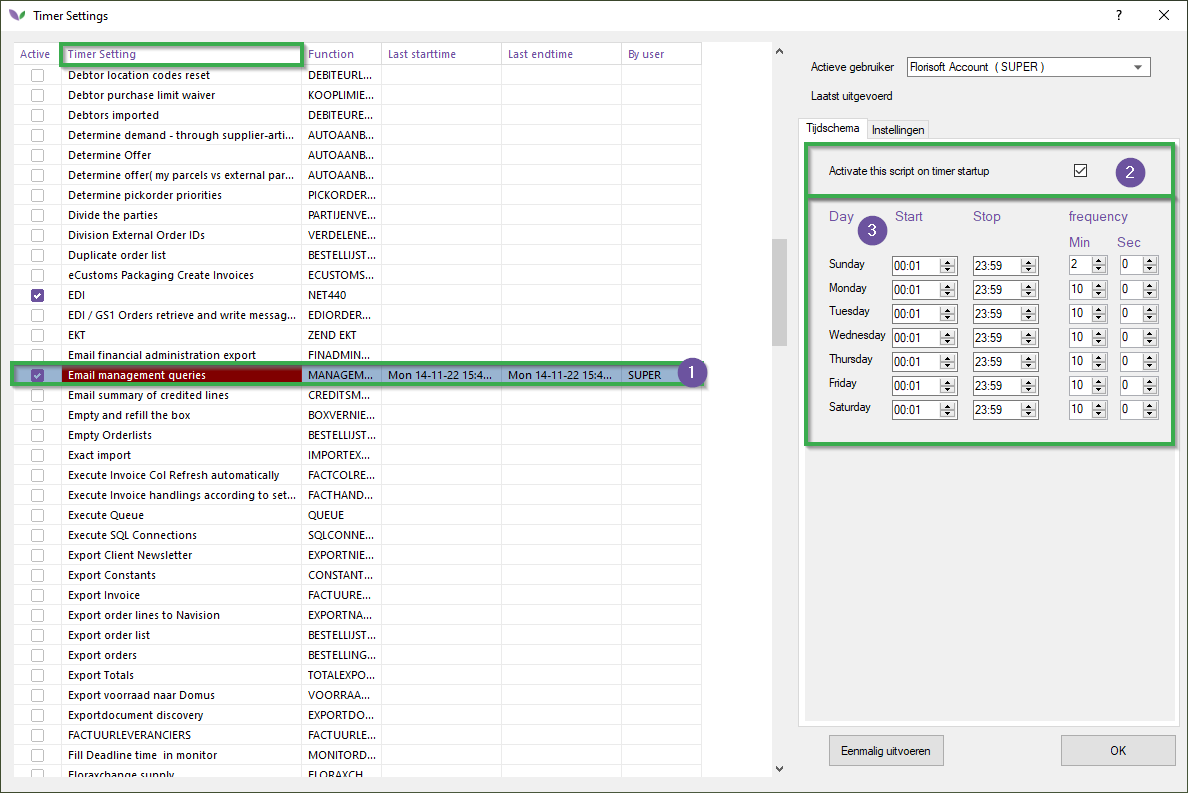 Timer Settings ?
Active Timer Setting Function Last starttime Last endtime By user
Debtor location codes reset DEBITEURL...
Debtor purchase limit waiver KOOPLIMIE...
Debtors imported DEBITEURE...
Determine demand - through supplier-arti... AUTOAANB...
Determine Offer AUTOAANB...
Determine offer( my parcels vs external par... AUTOAANB...
Determine pickorder priorities PICKORDER...
Divide the parties PARTIJENVE...
Division External Order IDs VERDELENE...
Duplicate order list BESTELLIJST...
eCustoms Packaging Create Invoices ECUSTOMS...
EDI NET440
EDI / GS1 Orders retrieve and write messag... EDIORDER...
EKT ZEND EKT
Email financial administration export FINADMIN...
Email management queries MANAGEM... Mon 14-11-22 15:4... Mon 14-11-22 15:4... SUPER 1
Email summary of credited lines CREDITSM...
Empty and refill the box BOXVERNIE...
Empty Orderlists BESTELLIJST...
Exact import IMPORTEX...
Execute Invoice Col Refresh automatically FACTCOLRE...
Execute Invoice handlings according to set... FACTHAND...
Execute Queue QUEUE
Execute SQL Connections SQLCONNE...
Export Client Newsletter EXPORTNIE...
Export Constants CONSTANT...
Export Invoice FACTUURE...
Export order lines to Navision EXPORTNA...
Export order list BESTELLIJST...
Export orders BESTELLING...
Export Totals TOTALEXPO...
Export voorraad naar Domus VOORRAA...
Exportdocument discovery EXPORTDO...
FACTUURLEVERANCIERS FACTUURLE...
Fill Deadline time in monitor MONITORD...
Floraxchange supply FLORAXCH...
Actieve gebruiker Florisoft Account ( SUPER )
Laatst uitgevoerd
Tijdschema Instellingen
Activate this script on timer startup 2
Day 3 Start Stop frequency
Min Sec
Sunday 00:01 23:59 2 0
Monday 00:01 23:59 10 0
Tuesday 00:01 23:59 10 0
Wednesday 00:01 23:59 10 0
Thursday 00:01 23:59 10 0
Friday 00:01 23:59 10 0
Saturday 00:01 23:59 10 0
Eenmalig uitvoeren OK